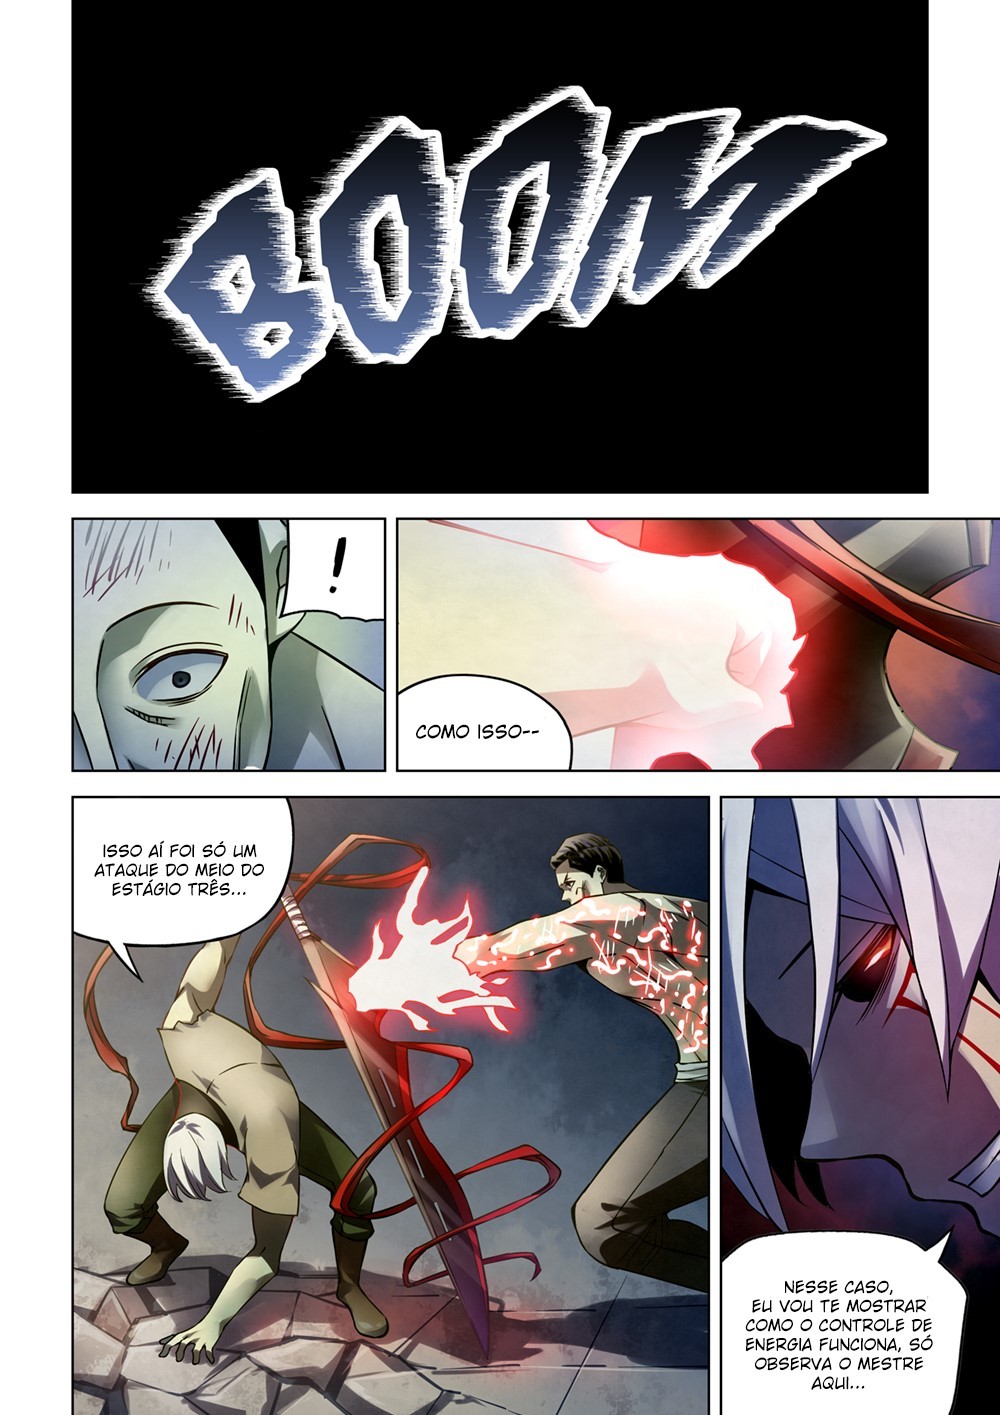 BOOM
!
COMO ISSO--
ISSO AÍ FOI SÓ UM
ATAQUE DO MEIO DO
ESTÁGIO TRÊS...
NESSE CASO,
EU VOU TE MOSTRAR
COMO O CONTROLE DE
ENERGIA FUNCIONA, SÓ
OBSERVA O MESTRE
AQUI...